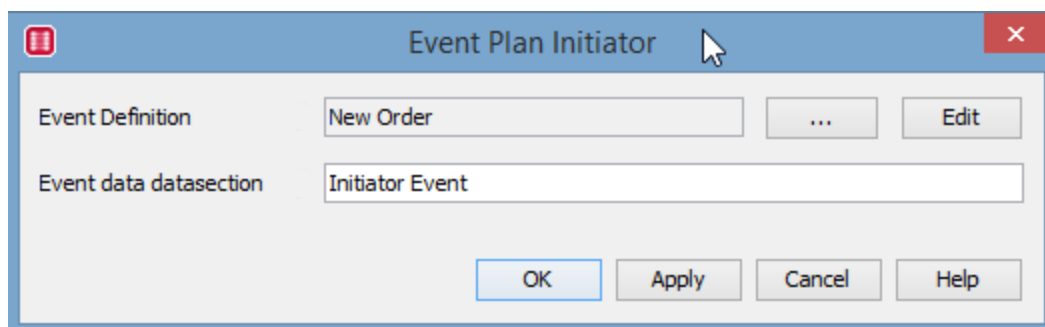 Event Plan Initiator
Event Definition New Order ... Edit
Event data datasection Initiator Event
OK Apply Cancel Help